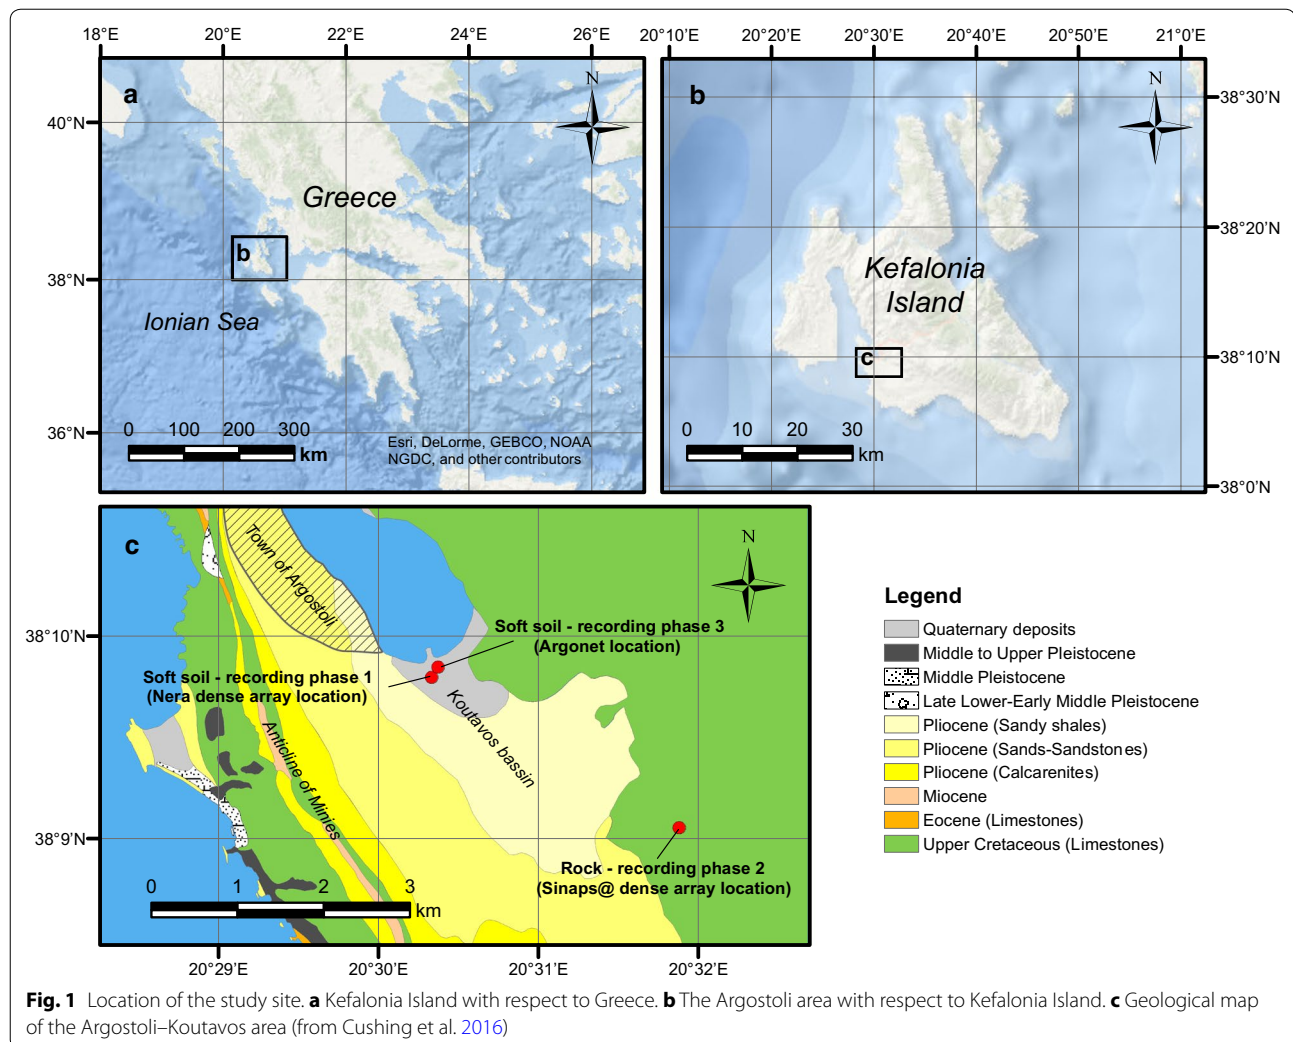 18°E 20°E 22°E 24°E 26°E
a
N
40°N
Greece
b
38°N
Ionian Sea
36°N
0 100 200 300
km
Esri, DeLorme, GEBCO, NOAA
NGDC, and other contributors
20°10'E 20°20'E 20°30'E 20°40'E 20°50'E 21°0'E
b
N
38°30'N
38°20'N
Kefalonia
Island
c
38°10'N
0 10 20 30
km
38°0'N
c
N
Town of Argostoli
38°10'N
Soft soil - recording phase 3
(Argonet location)
Soft soil - recording phase 1
(Nera dense array location)
Koutavos bassin
Anticline of Minies
38°9'N
Rock - recording phase 2
(Sinaps@ dense array location)
0 1 2 3
km
20°29'E 20°30'E 20°31'E 20°32'E
Legend
Quaternary deposits
Middle to Upper Pleistocene
Middle Pleistocene
Late Lower-Early Middle Pleistocene
Pliocene (Sandy shales)
Pliocene (Sands-Sandstones)
Pliocene (Calcarenites)
Miocene
Eocene (Limestones)
Upper Cretaceous (Limestones)
Fig. 1 Location of the study site. a Kefalonia Island with respect to Greece. b The Argostoli area with respect to Kefalonia Island. c Geological map
of the Argostoli–Koutavos area (from Cushing et al. 2016)